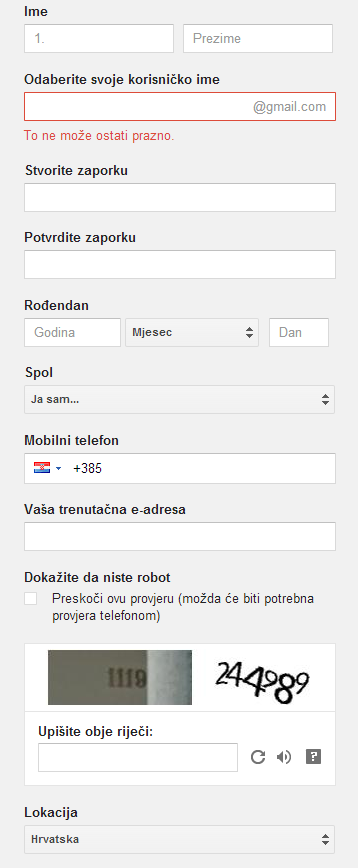 Ime
1. Prezime
Odaberite svoje korisničko ime
@gmail.com
To ne može ostati prazno.
Stvorite zaporku
Potvrdite zaporku
Rođendan
Godina Mjesec Dan
Spol
Ja sam...
Mobilni telefon
+385
Vaša trenutačna e-adresa
Dokažite da niste robot
Preskoči ovu provjeru (možda će biti potrebna
provjera telefonom)
1119 244989
Upišite obje riječi:
?
Lokacija
Hrvatska